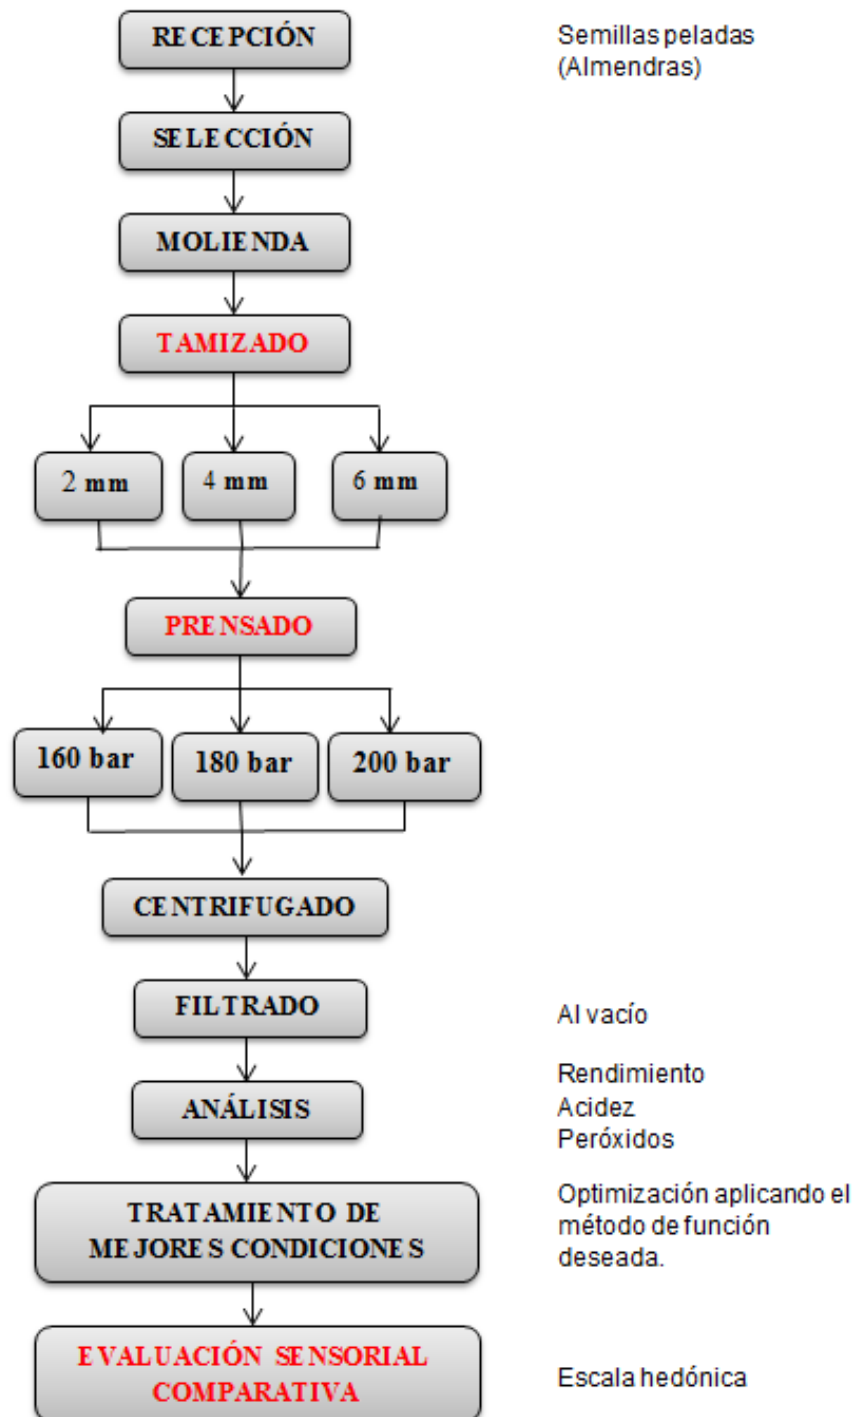 RECEPCIÓN
Semillas peladas
(Almendras)
SELECCIÓN
MOLIENDA
TAMIZADO
2 mm
4 mm
6 mm
PRENSADO
160 bar
180 bar
200 bar
CENTRIFUGADO
FILTRADO
Al vacío
ANÁLISIS
Rendimiento
Acidez
Peróxidos
TRATAMIENTO DE
MEJORES CONDICIONES
Optimización aplicando el
método de función
deseada.
EVALUACIÓN SENSORIAL
COMPARATIVA
Escala hedónica